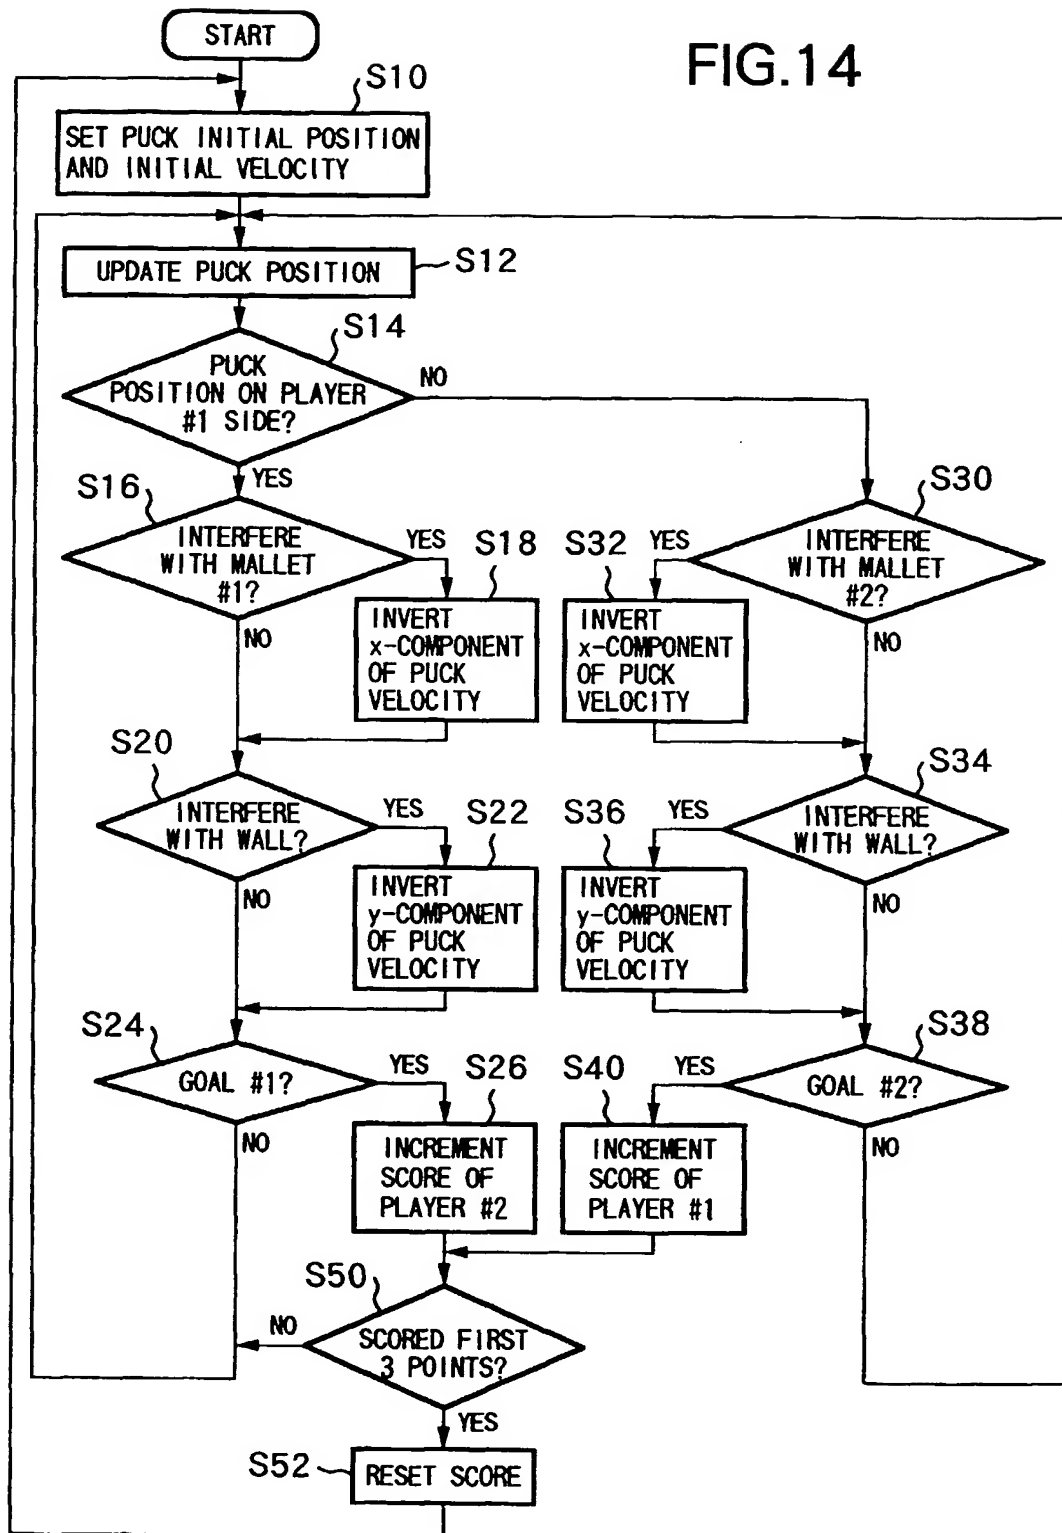 START
FIG.14
S10
SET PUCK INITIAL POSITION
AND INITIAL VELOCITY
UPDATE PUCK POSITION
S12
S14
PUCK
POSITION ON PLAYER
#1 SIDE?
NO
YES
S16
INTERFERE
WITH MALLET
#1?
YES
NO
S18
INVERT
x-COMPONENT
OF PUCK
VELOCITY
S32
INVERT
x-COMPONENT
OF PUCK
VELOCITY
YES
S30
INTERFERE
WITH MALLET
#2?
NO
S20
INTERFERE
WITH WALL?
YES
NO
S22
INVERT
y-COMPONENT
OF PUCK
VELOCITY
S36
INVERT
y-COMPONENT
OF PUCK
VELOCITY
YES
S34
INTERFERE
WITH WALL?
NO
S24
GOAL #1?
YES
NO
S26
INCREMENT
SCORE OF
PLAYER #2
S40
INCREMENT
SCORE OF
PLAYER #1
YES
S38
GOAL #2?
NO
S50
SCORED FIRST
3 POINTS?
NO
YES
S52
RESET SCORE